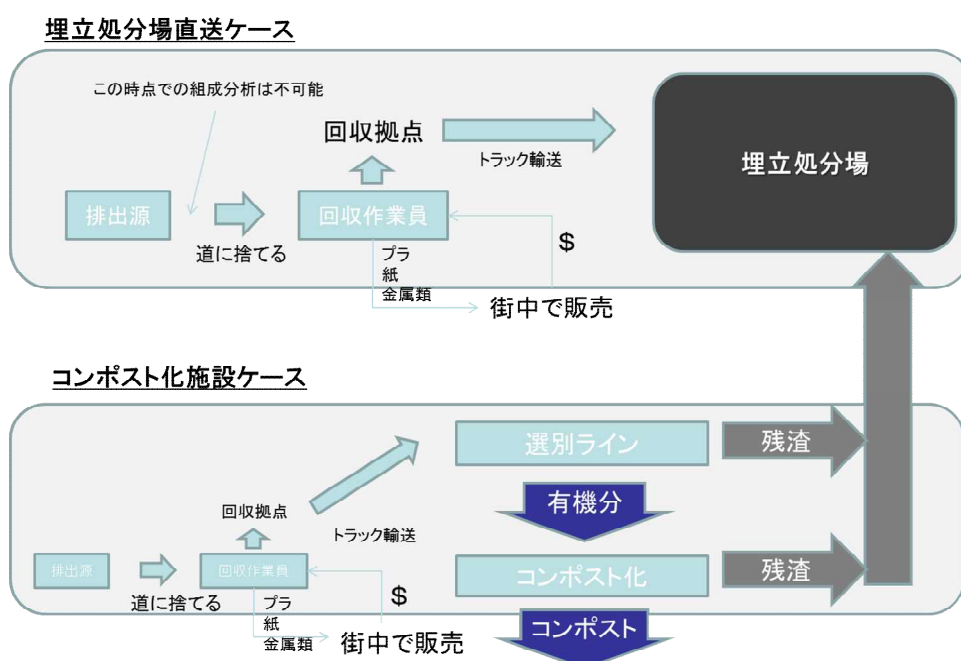 埋立処分場直送ケース
この時点での組成分析は不可能
回収拠点
トラック輸送
埋立処分場
排出源
回収作業員
道に捨てる
$
プラ
紙
金属類
街中で販売
コンポスト化施設ケース
選別ライン
残渣
有機分
回収拠点
トラック輸送
排出源
回収作業員
コンポスト化
残渣
道に捨てる
$
プラ
紙
金属類
街中で販売
コンポスト